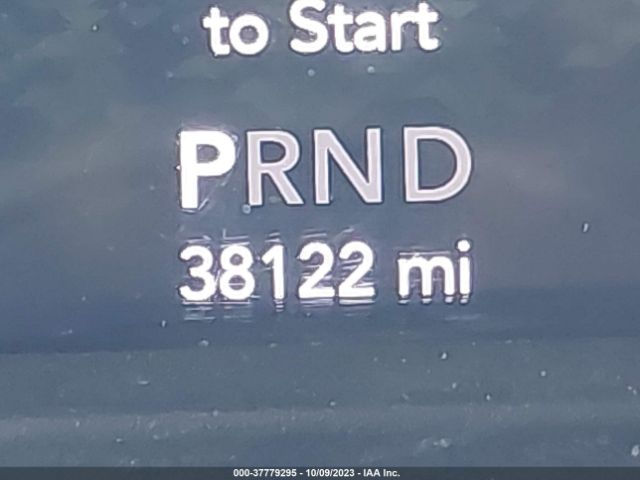 to Start
PRND
38122 mi
000-37779295 - 10/09/2023 - IAA Inc.